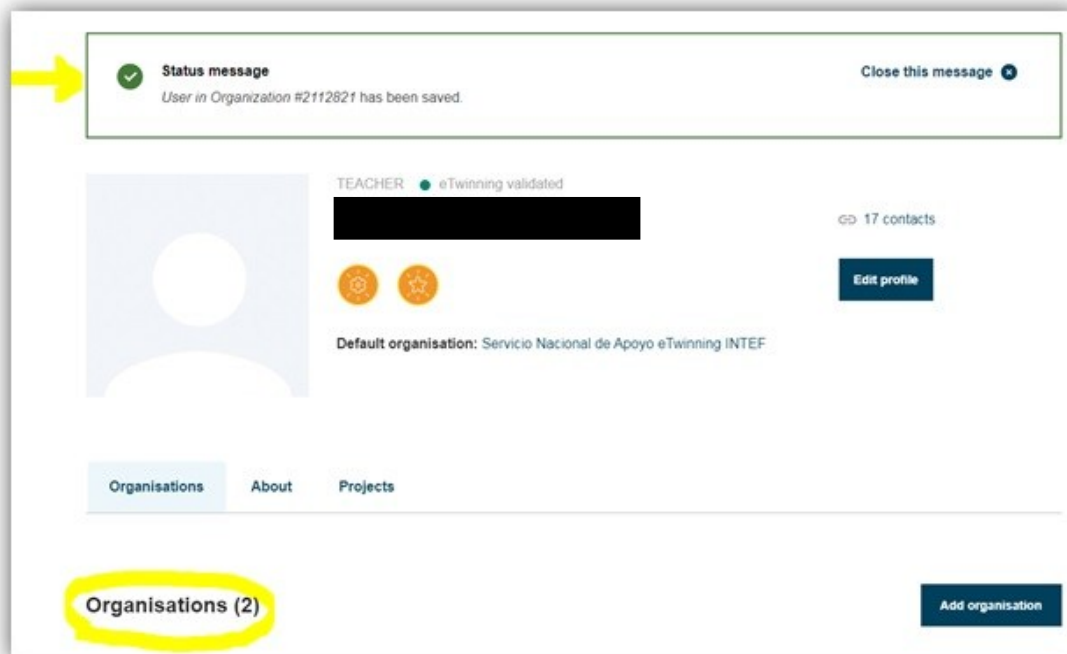 Status message
Close this message
User in Organization #2112821 has been saved.
TEACHER eTwinning validated
17 contacts
Edit profile
Default organisation: Servicio Nacional de Apoyo eTwinning INTEF
Organisations About Projects
Organisations (2)
Add organisation